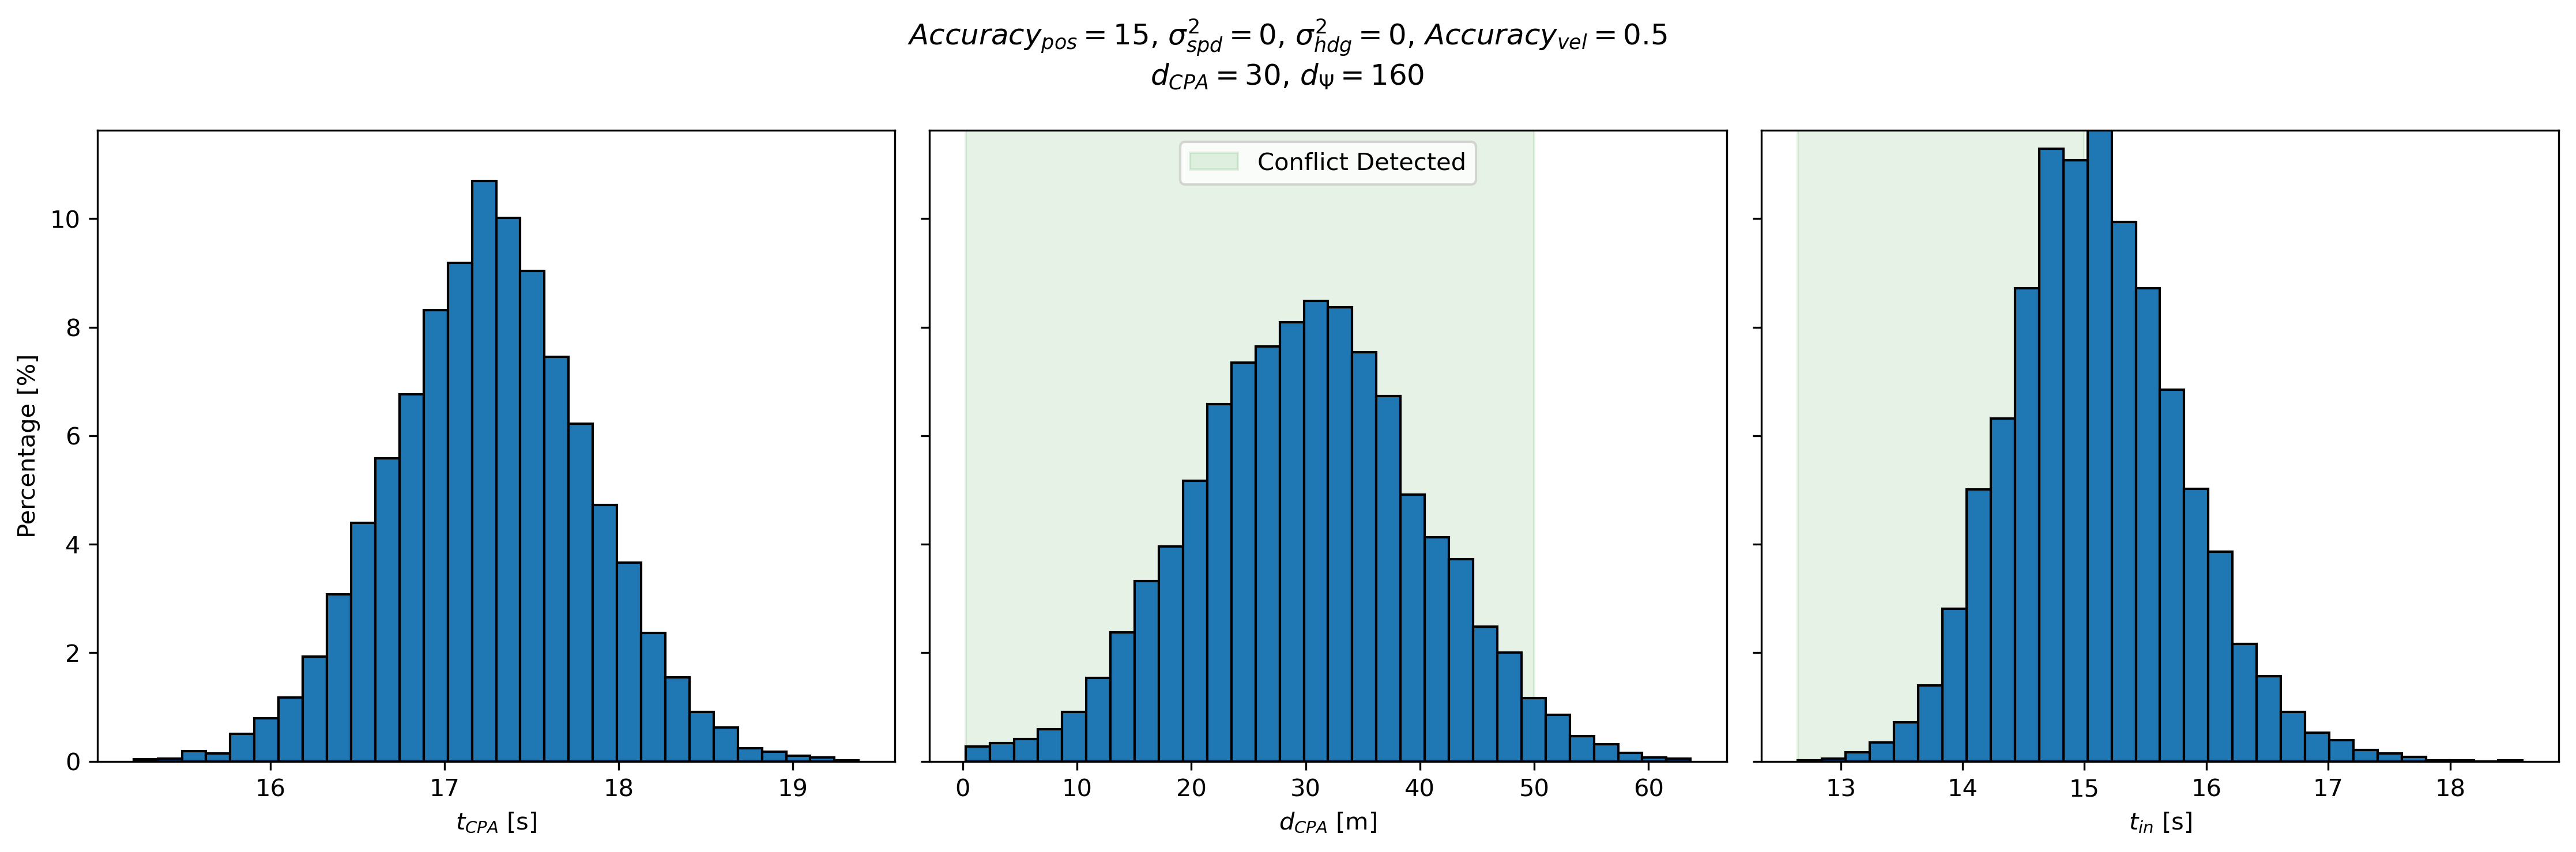 Accuracy_pos = 15, σ²_spd = 0, σ²_hdg = 0, Accuracy_vel = 0.5
d_CPA = 30, d_Ψ = 160
Percentage [%]
10
8
6
4
2
0
16 17 18 19
t_CPA [s]
Conflict Detected
0 10 20 30 40 50 60
d_CPA [m]
13 14 15 16 17 18
t_in [s]